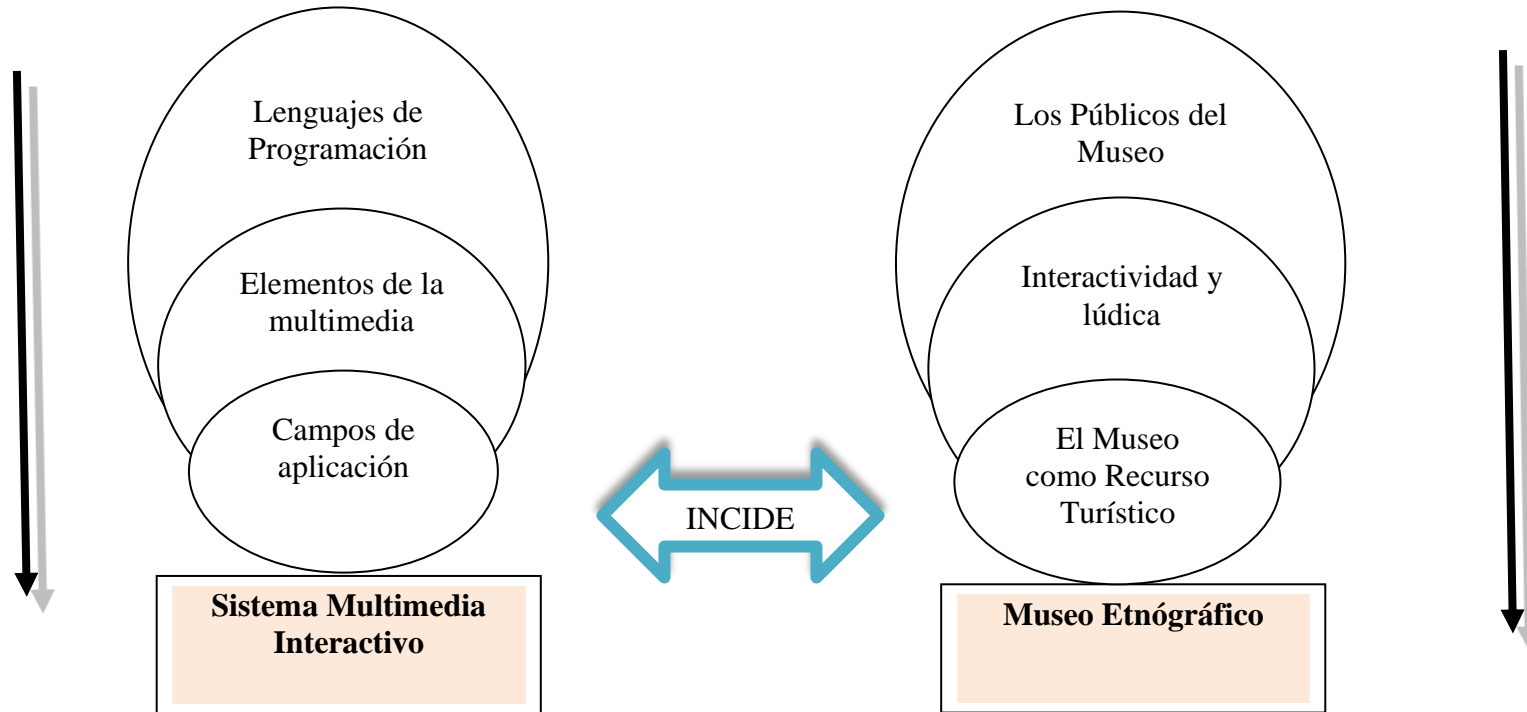 Lenguajes de
Programación
Elementos de la
multimedia
Campos de
aplicación
Sistema Multimedia
Interactivo
INCIDE
Los Públicos del
Museo
Interactividad y
lúdica
El Museo
como Recurso
Turístico
Museo Etnógráfico